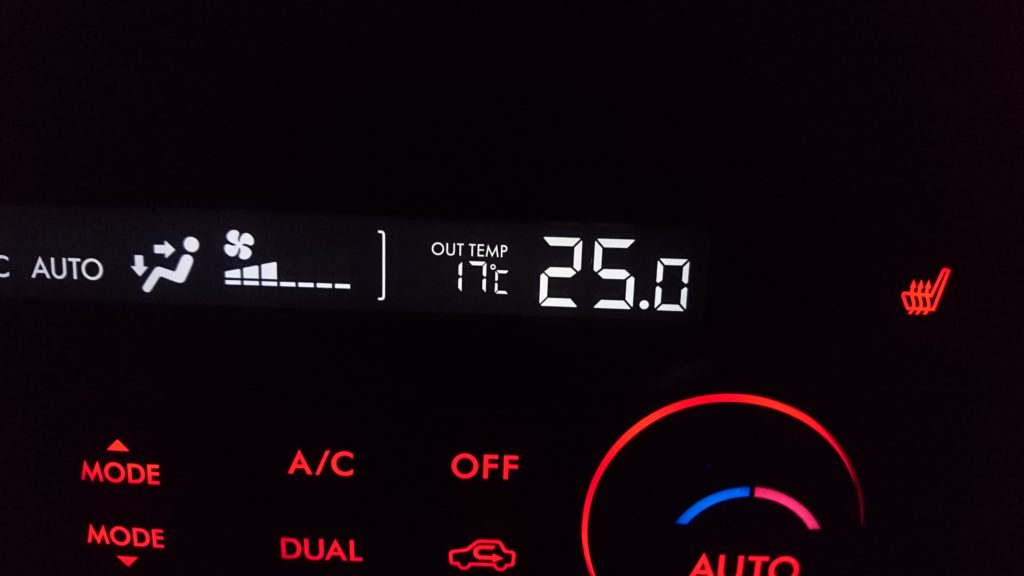 AUTO
OUT TEMP
17°C
25.0
MODE
A/C
OFF
MODE
DUAL
AUTO